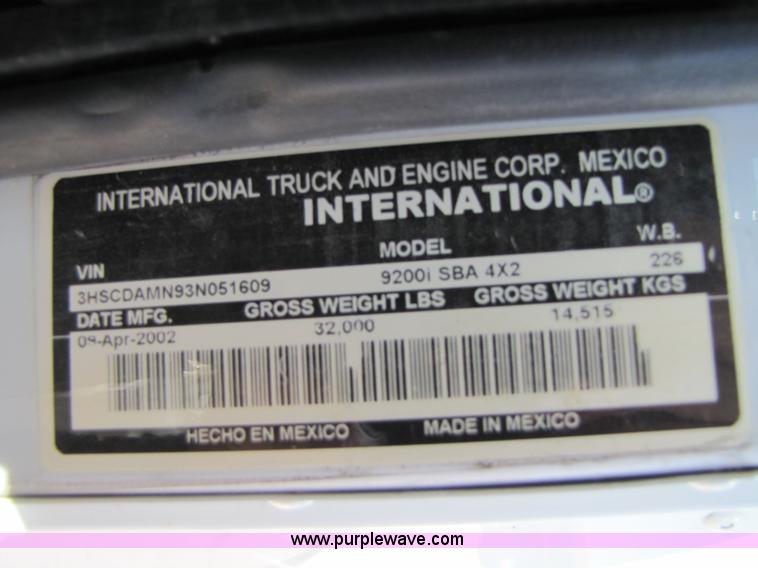 INTERNATIONAL TRUCK AND ENGINE CORP. MEXICO
INTERNATIONAL®
VIN MODEL W.B.
3HSCDAMN93N051609 9200i SBA 4X2 226
DATE MFG. GROSS WEIGHT LBS GROSS WEIGHT KGS
09-Apr-2002 32,000 14,515
HECHO EN MEXICO MADE IN MEXICO
www.purplewave.com